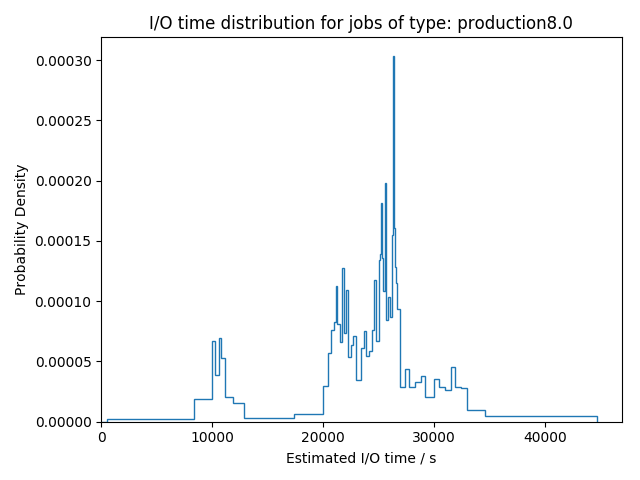 I/O time distribution for jobs of type: production8.0
Probability Density
0.00030
0.00025
0.00020
0.00015
0.00010
0.00005
0.00000
0 10000 20000 30000 40000
Estimated I/O time / s